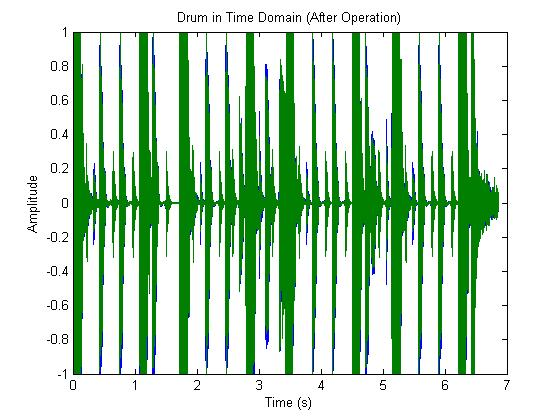 Drum in Time Domain (After Operation)
Amplitude
1
0.8
0.6
0.4
0.2
0
-0.2
-0.4
-0.6
-0.8
-1
0 1 2 3 4 5 6 7
Time (s)